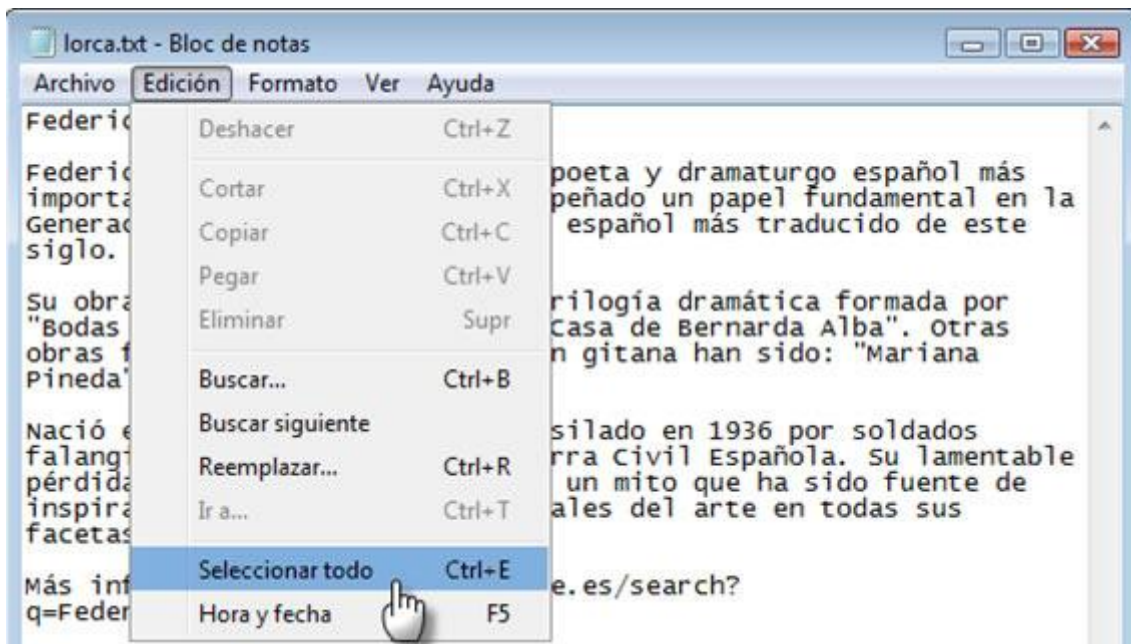 lorca.txt - Bloc de notas
Archivo Edición Formato Ver Ayuda
Federic
Federic poeta y dramaturgo español más
importa peñado un papel fundamental en la
Generac español más traducido de este
siglo.
Su obra rilogía dramática formada por
"Bodas Casa de Bernarda Alba". Otras
obras f n gitana han sido: "Mariana
Pineda"
Nació e silado en 1936 por soldados
falangi rra Civil Española. Su lamentable
pérdida un mito que ha sido fuente de
inspira ales del arte en todas sus
facetas
Más inf e.es/search?
q=Feder
Deshacer Ctrl+Z
Cortar Ctrl+X
Copiar Ctrl+C
Pegar Ctrl+V
Eliminar Supr
Buscar... Ctrl+B
Buscar siguiente
Reemplazar... Ctrl+R
Ir a... Ctrl+T
Seleccionar todo Ctrl+E
Hora y fecha F5